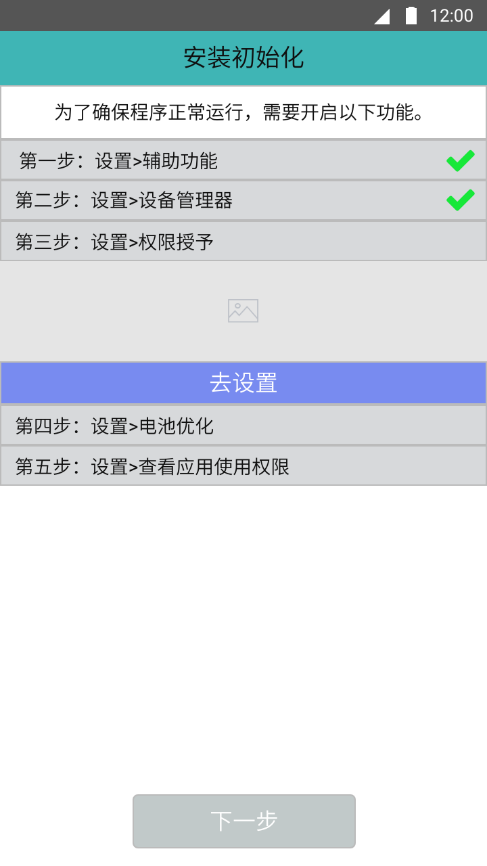 12:00
安装初始化
为了确保程序正常运行，需要开启以下功能。
第一步：设置>辅助功能
第二步：设置>设备管理器
第三步：设置>权限授予
去设置
第四步：设置>电池优化
第五步：设置>查看应用使用权限
下一步